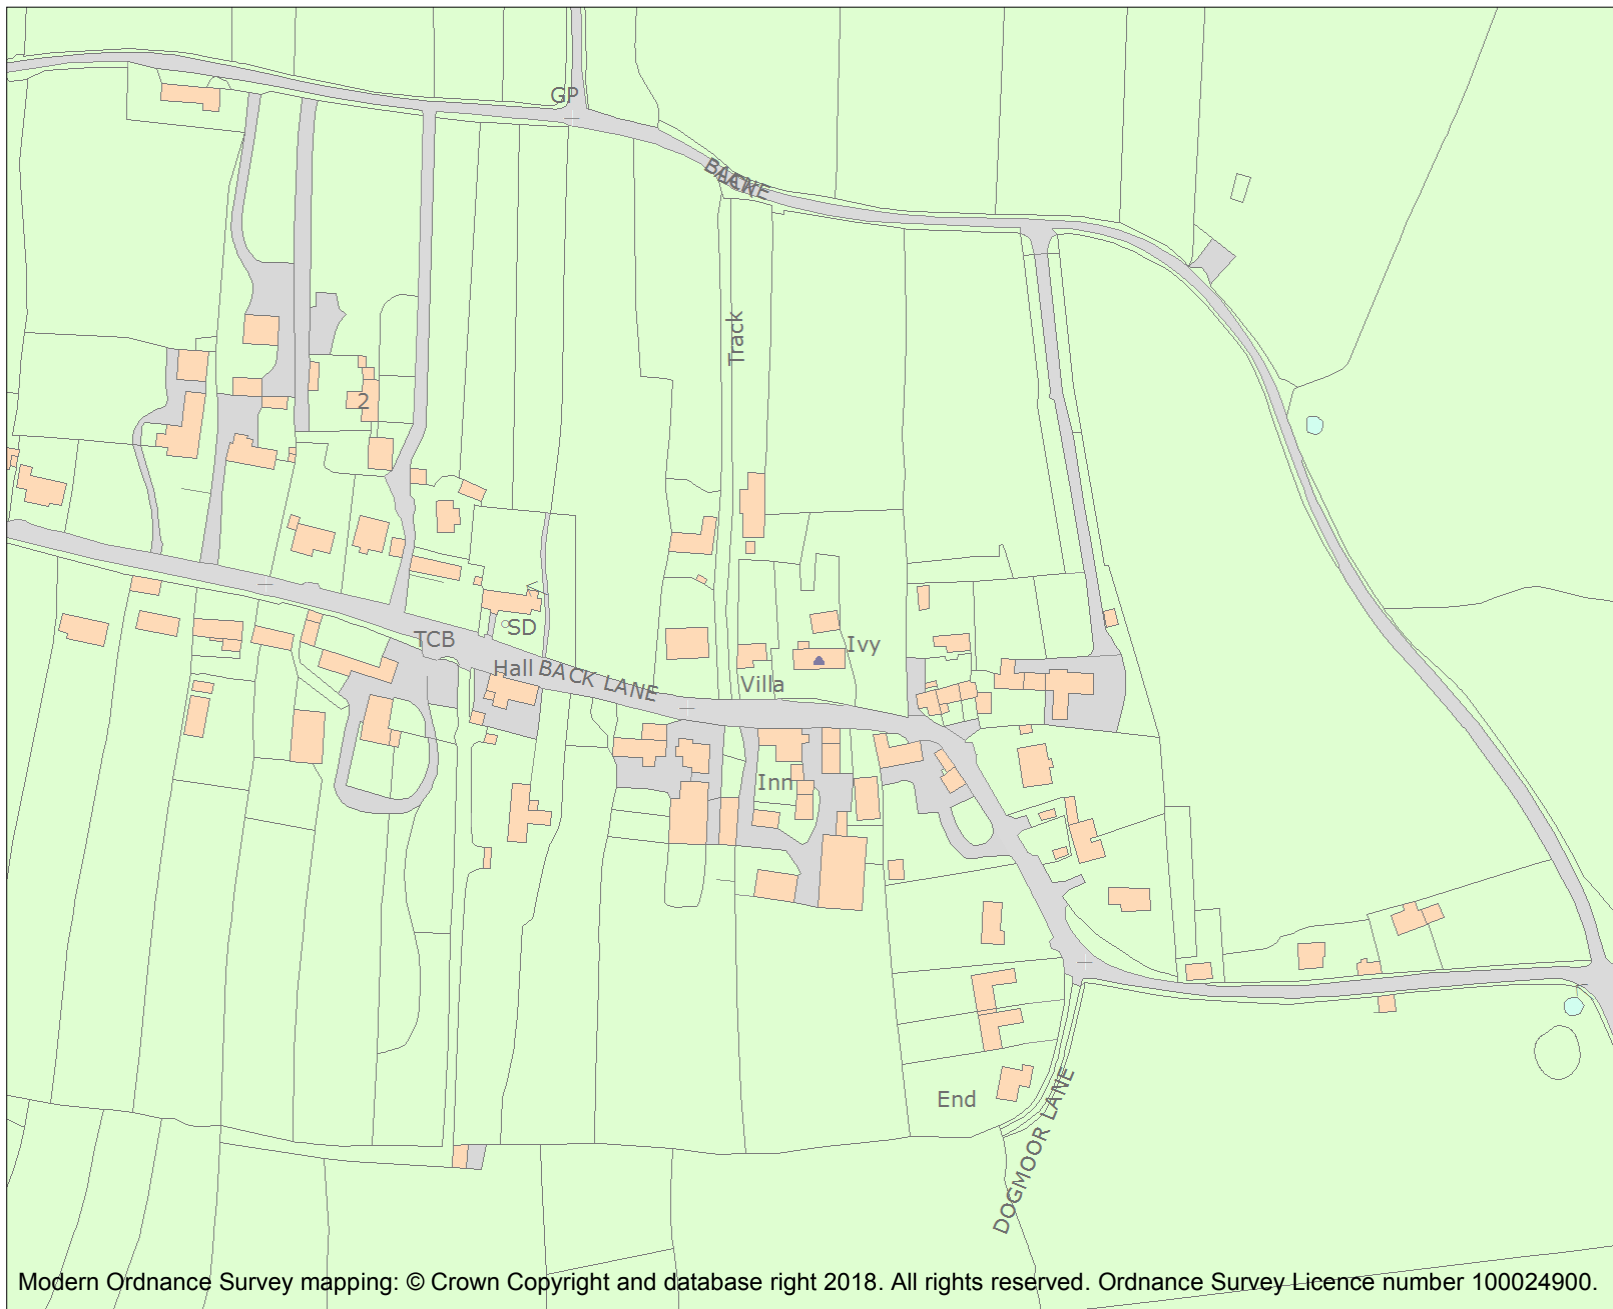 GP
BACK
LANE
Track
2
SD
TCB
Ivy
Hall
BACK LANE
Villa
Inn
End
DOGMOOR LANE
Modern Ordnance Survey mapping: © Crown Copyright and database right 2018. All rights reserved. Ordnance Survey Licence number 100024900.